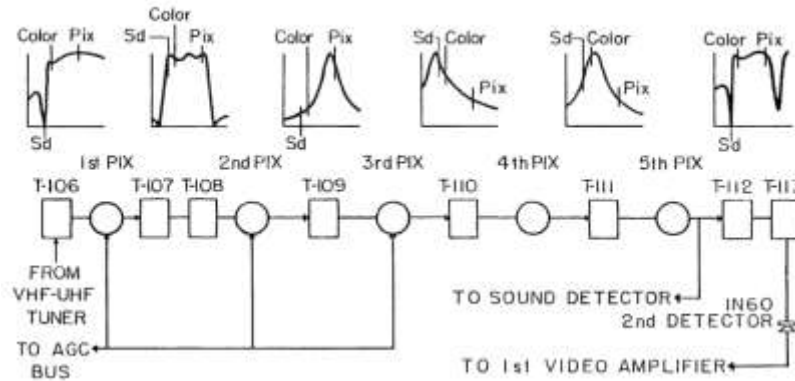 Color Pix
Sd
Sd
Color
Pix
Color Pix
Sd
Sd Color
Pix
Sd Color
Pix
Color Pix
Sd
1st PIX 2nd PIX 3rd PIX 4th PIX 5th PIX
T-106 T-107 T-108 T-109 T-110 T-111 T-112 T-117
FROM
VHF-UHF
TUNER
TO AGC
BUS
TO SOUND DETECTOR
IN60
2nd DETECTOR
TO 1st VIDEO AMPLIFIER